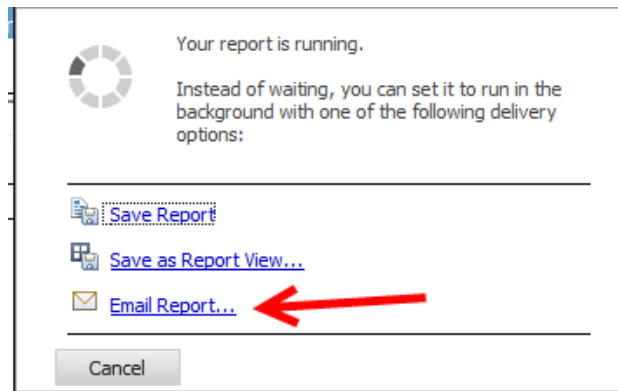 Your report is running.
Instead of waiting, you can set it to run in the
background with one of the following delivery
options:
Save Report
Save as Report View...
Email Report...
Cancel